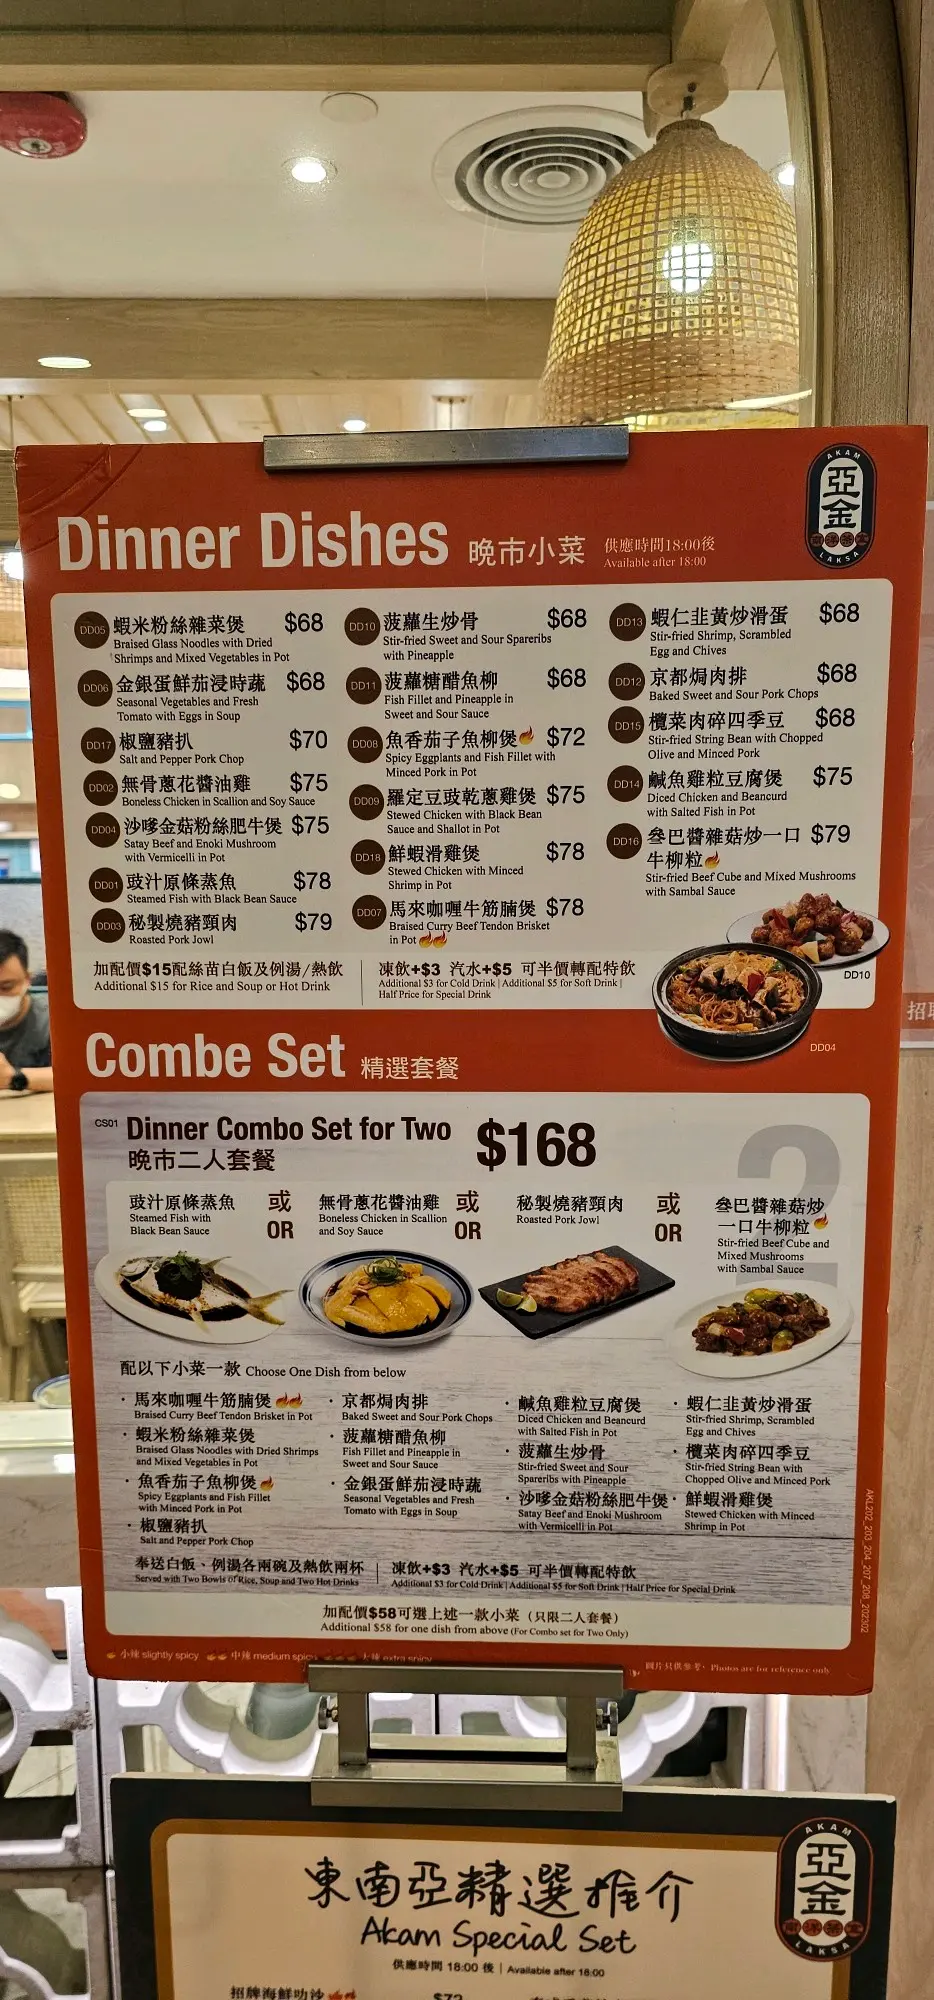 AKAM
亞金
南洋茶室
LAKSA
Dinner Dishes 晚市小菜 供應時間18:00後
Available after 18:00
DD05 蝦米粉絲雜菜煲 $68
Braised Glass Noodles with Dried
Shrimps and Mixed Vegetables in Pot
DD06 金銀蛋鮮茄浸時蔬 $68
Seasonal Vegetables and Fresh
Tomato with Eggs in Soup
DD17 椒鹽豬扒 $70
Salt and Pepper Pork Chop
DD02 無骨蔥花醬油雞 $75
Boneless Chicken in Scallion and Soy Sauce
DD04 沙嗲金菇粉絲肥牛煲 $75
Satay Beef and Enoki Mushroom
with Vermicelli in Pot
DD01 豉汁原條蒸魚 $78
Steamed Fish with Black Bean Sauce
DD03 秘製燒豬頸肉 $79
Roasted Pork Jowl
DD10 菠蘿生炒骨 $68
Stir-fried Sweet and Sour Spareribs
with Pineapple
DD11 菠蘿糖醋魚柳 $68
Fish Fillet and Pineapple in
Sweet and Sour Sauce
DD08 魚香茄子魚柳煲 $72
Spicy Eggplants and Fish Fillet with
Minced Pork in Pot
DD09 羅定豆豉乾蔥雞煲 $75
Stewed Chicken with Black Bean
Sauce and Shallot in Pot
DD18 鮮蝦滑雞煲 $78
Stewed Chicken with Minced
Shrimp in Pot
DD07 馬來咖喱牛筋腩煲 $78
Braised Curry Beef Tendon Brisket
in Pot
DD13 蝦仁韭黃炒滑蛋 $68
Stir-fried Shrimp, Scrambled
Egg and Chives
DD12 京都焗肉排 $68
Baked Sweet and Sour Pork Chops
DD15 欖菜肉碎四季豆 $68
Stir-fried String Bean with Chopped
Olive and Minced Pork
DD14 鹹魚雞粒豆腐煲 $75
Diced Chicken and Beancurd
with Salted Fish in Pot
DD16 叄巴醬雜菇炒一口 $79
牛柳粒
Stir-fried Beef Cube and Mixed Mushrooms
with Sambal Sauce
加配價$15配絲苗白飯及例湯/熱飲
Additional $15 for Rice and Soup or Hot Drink
凍飲+$3 汽水+$5 可半價轉配特飲
Additional $3 for Cold Drink | Additional $5 for Soft Drink |
Half Price for Special Drink
DD10
DD04
招
Combe Set 精選套餐
CS01 Dinner Combo Set for Two $168
晚市二人套餐
2
豉汁原條蒸魚
Steamed Fish with
Black Bean Sauce
或
OR
無骨蔥花醬油雞
Boneless Chicken in Scallion
and Soy Sauce
或
OR
秘製燒豬頸肉
Roasted Pork Jowl
或
OR
叄巴醬雜菇炒
一口牛柳粒
Stir-fried Beef Cube and
Mixed Mushrooms
with Sambal Sauce
配以下小菜一款 Choose One Dish from below
· 馬來咖喱牛筋腩煲
Braised Curry Beef Tendon Brisket in Pot
· 蝦米粉絲雜菜煲
Braised Glass Noodles with Dried Shrimps
and Mixed Vegetables in Pot
· 魚香茄子魚柳煲
Spicy Eggplants and Fish Fillet
with Minced Pork in Pot
· 椒鹽豬扒
Salt and Pepper Pork Chop
· 京都焗肉排
Baked Sweet and Sour Pork Chops
· 菠蘿糖醋魚柳
Fish Fillet and Pineapple in
Sweet and Sour Sauce
· 金銀蛋鮮茄浸時蔬
Seasonal Vegetables and Fresh
Tomato with Eggs in Soup
· 鹹魚雞粒豆腐煲
Diced Chicken and Beancurd
with Salted Fish in Pot
· 菠蘿生炒骨
Stir-fried Sweet and Sour
Spareribs with Pineapple
· 沙嗲金菇粉絲肥牛煲
Satay Beef and Enoki Mushroom
with Vermicelli in Pot
· 蝦仁韭黃炒滑蛋
Stir-fried Shrimp, Scrambled
Egg and Chives
· 欖菜肉碎四季豆
Stir-fried String Bean with
Chopped Olive and Minced Pork
· 鮮蝦滑雞煲
Stewed Chicken with Minced
Shrimp in Pot
奉送白飯、例湯各兩碗及熱飲兩杯
Served with Two Bowls of Rice, Soup and Two Hot Drinks
凍飲+$3 汽水+$5 可半價轉配特飲
Additional $3 for Cold Drink | Additional $5 for Soft Drink | Half Price for Special Drink
加配價$58可選上述一款小菜 (只限二人套餐)
Additional $58 for one dish from above (For Combo set for Two Only)
AKL202_203_204_207_208_202302
小辣 slightly spicy 中辣 medium spicy 大辣 extra spicy
圖片只供參考。Photos are for reference only
AKAM
亞金
南洋茶室
LAKSA
東南亞精選推介
Akam Special Set
供應時間 18:00 後 | Available after 18:00
招牌海鮮叻沙 $72